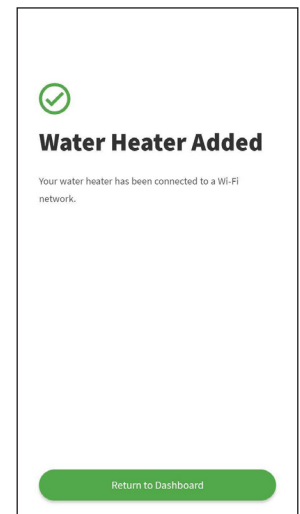 Water Heater Added
Your water heater has been connected to a Wi-Fi
network.
Return to Dashboard